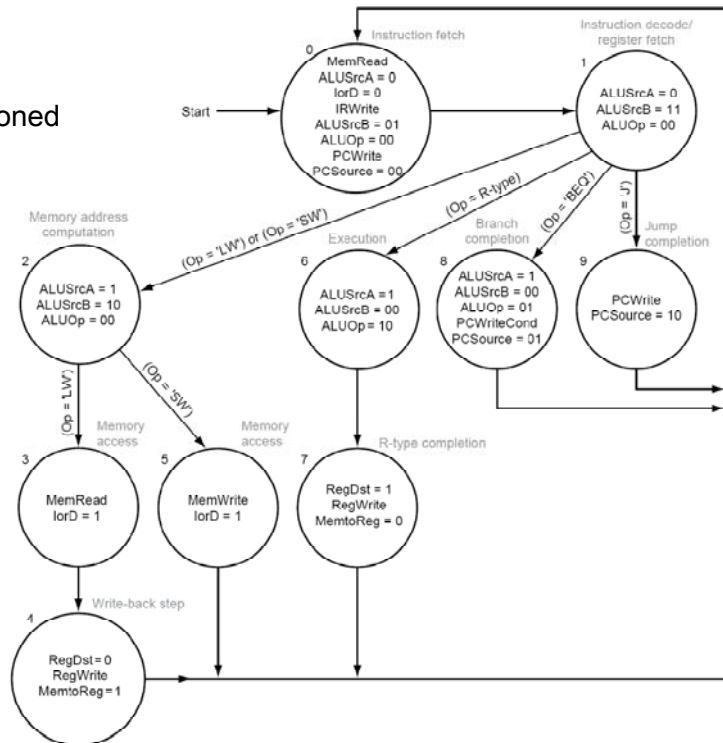 Instruction fetch
0
MemRead
ALUSrcA = 0
IorD = 0
IRWrite
ALUSrcB = 01
ALUOp = 00
PCWrite
PCSource = 00
Instruction decode/
register fetch
1
ALUSrcA = 0
ALUSrcB = 11
ALUOp = 00
Start
oned
(Op = 'LW') or (Op = 'SW')
(Op = R-type)
(Op = 'BEQ')
(Op = 'J')
Memory address
computation
2
ALUSrcA = 1
ALUSrcB = 10
ALUOp = 00
Execution
6
ALUSrcA = 1
ALUSrcB = 00
ALUOp = 10
Branch
completion
8
ALUSrcA = 1
ALUSrcB = 00
ALUOp = 01
PCWriteCond
PCSource = 01
Jump
completion
9
PCWrite
PCSource = 10
(Op = 'LW')
(Op = 'SW')
Memory
access
3
MemRead
IorD = 1
Memory
access
5
MemWrite
IorD = 1
R-type completion
7
RegDst = 1
RegWrite
MemtoReg = 0
Write-back step
4
RegDst = 0
RegWrite
MemtoReg = 1